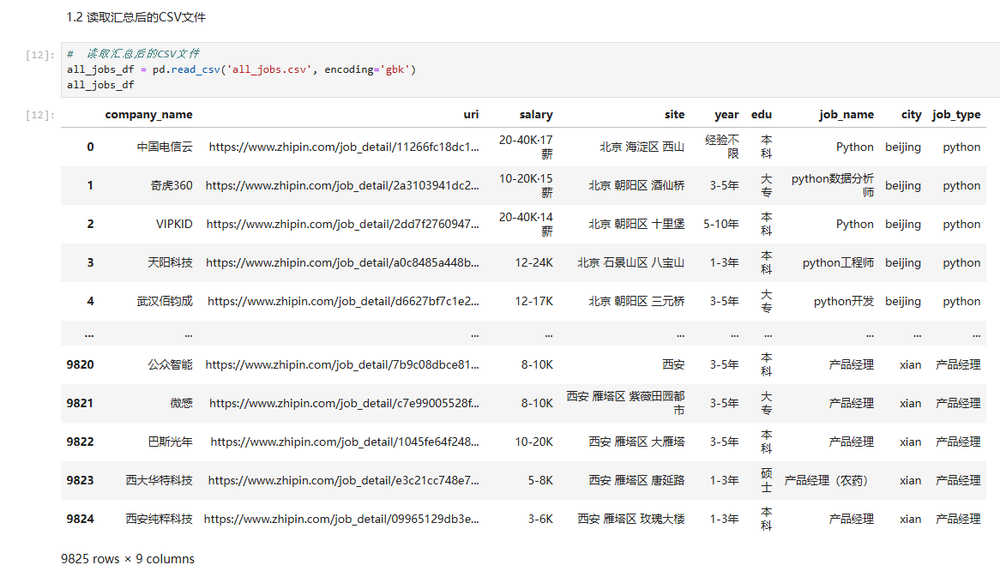 1.2 读取汇总后的CSV文件
[12]: # 读取汇总后的CSV文件
all_jobs_df = pd.read_csv('all_jobs.csv', encoding='gbk')
all_jobs_df
[12]: company_name uri salary site year edu job_name city job_type
0 中国电信云 https://www.zhipin.com/job_detail/11266fc18dc1... 20-40K·17薪 北京 海淀区 西山 经验不限 本科 Python beijing python
1 奇虎360 https://www.zhipin.com/job_detail/2a3103941dc2... 10-20K·15薪 北京 朝阳区 酒仙桥 3-5年 大专 python数据分析师 beijing python
2 VIPKID https://www.zhipin.com/job_detail/2dd7f2760947... 20-40K·14薪 北京 朝阳区 十里堡 5-10年 本科 Python beijing python
3 天阳科技 https://www.zhipin.com/job_detail/a0c8485a448b... 12-24K 北京 石景山区 八宝山 1-3年 本科 python工程师 beijing python
4 武汉佰钧成 https://www.zhipin.com/job_detail/d6627bf7c1e2... 12-17K 北京 朝阳区 三元桥 3-5年 大专 python开发 beijing python
... ... ... ... ... ... ... ... ... ...
9820 公众智能 https://www.zhipin.com/job_detail/7b9c08dbce81... 8-10K 西安 3-5年 本科 产品经理 xian 产品经理
9821 微感 https://www.zhipin.com/job_detail/c7e99005528f... 8-10K 西安 雁塔区 紫薇田园都市 3-5年 大专 产品经理 xian 产品经理
9822 巴斯光年 https://www.zhipin.com/job_detail/1045fe64f248... 10-20K 西安 雁塔区 大雁塔 3-5年 本科 产品经理 xian 产品经理
9823 西大华特科技 https://www.zhipin.com/job_detail/e3c21cc748e7... 5-8K 西安 雁塔区 唐延路 1-3年 硕士 产品经理（农药） xian 产品经理
9824 西安纯粹科技 https://www.zhipin.com/job_detail/09965129db3e... 3-6K 西安 雁塔区 玫瑰大楼 1-3年 本科 产品经理 xian 产品经理
9825 rows × 9 columns